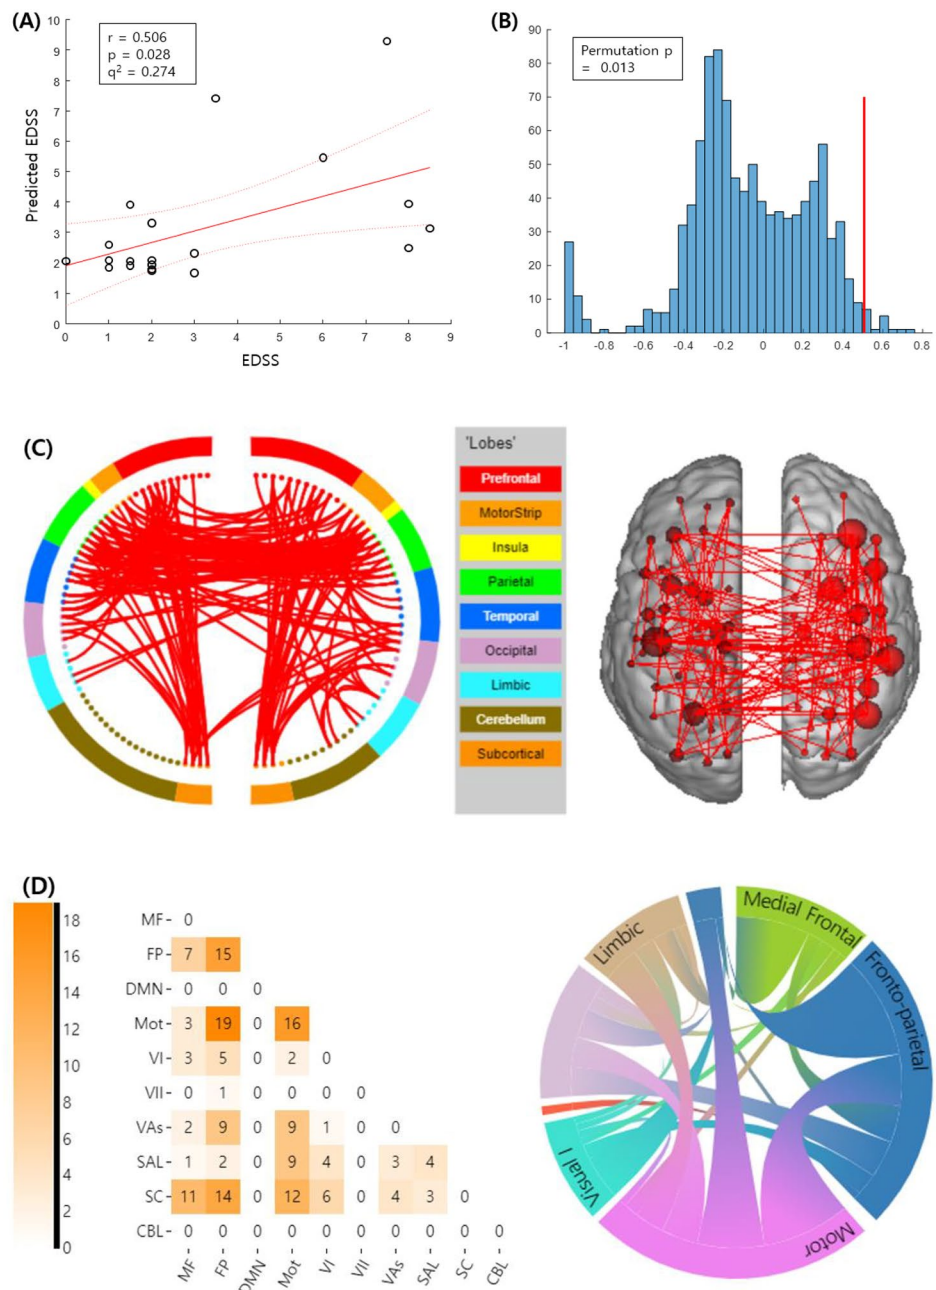 (A)
r = 0.506
p = 0.028
q² = 0.274
10
9
8
7
6
5
4
3
2
1
0
Predicted EDSS
0 1 2 3 4 5 6 7 8 9
EDSS
(B)
Permutation p
= 0.013
90
80
70
60
50
40
30
20
10
0
-1 -0.8 -0.6 -0.4 -0.2 0 0.2 0.4 0.6 0.8
(C)
'Lobes'
Prefrontal
MotorStrip
Insula
Parietal
Temporal
Occipital
Limbic
Cerebellum
Subcortical
(D)
18
16
14
12
10
8
6
4
2
0
MF- 0
FP- 7 15
DMN- 0 0 0
Mot- 3 19 0 16
VI- 3 5 0 2 0
VII- 0 1 0 0 0 0
VAs- 2 9 0 9 1 0 0
SAL- 1 2 0 9 4 0 3 4
SC- 11 14 0 12 6 0 4 3 0
CBL- 0 0 0 0 0 0 0 0 0 0
MF FP DMN Mot VI VII VAs SAL SC CBL
Limbic
Medial Frontal
Fronto-parietal
Visual I
Motor